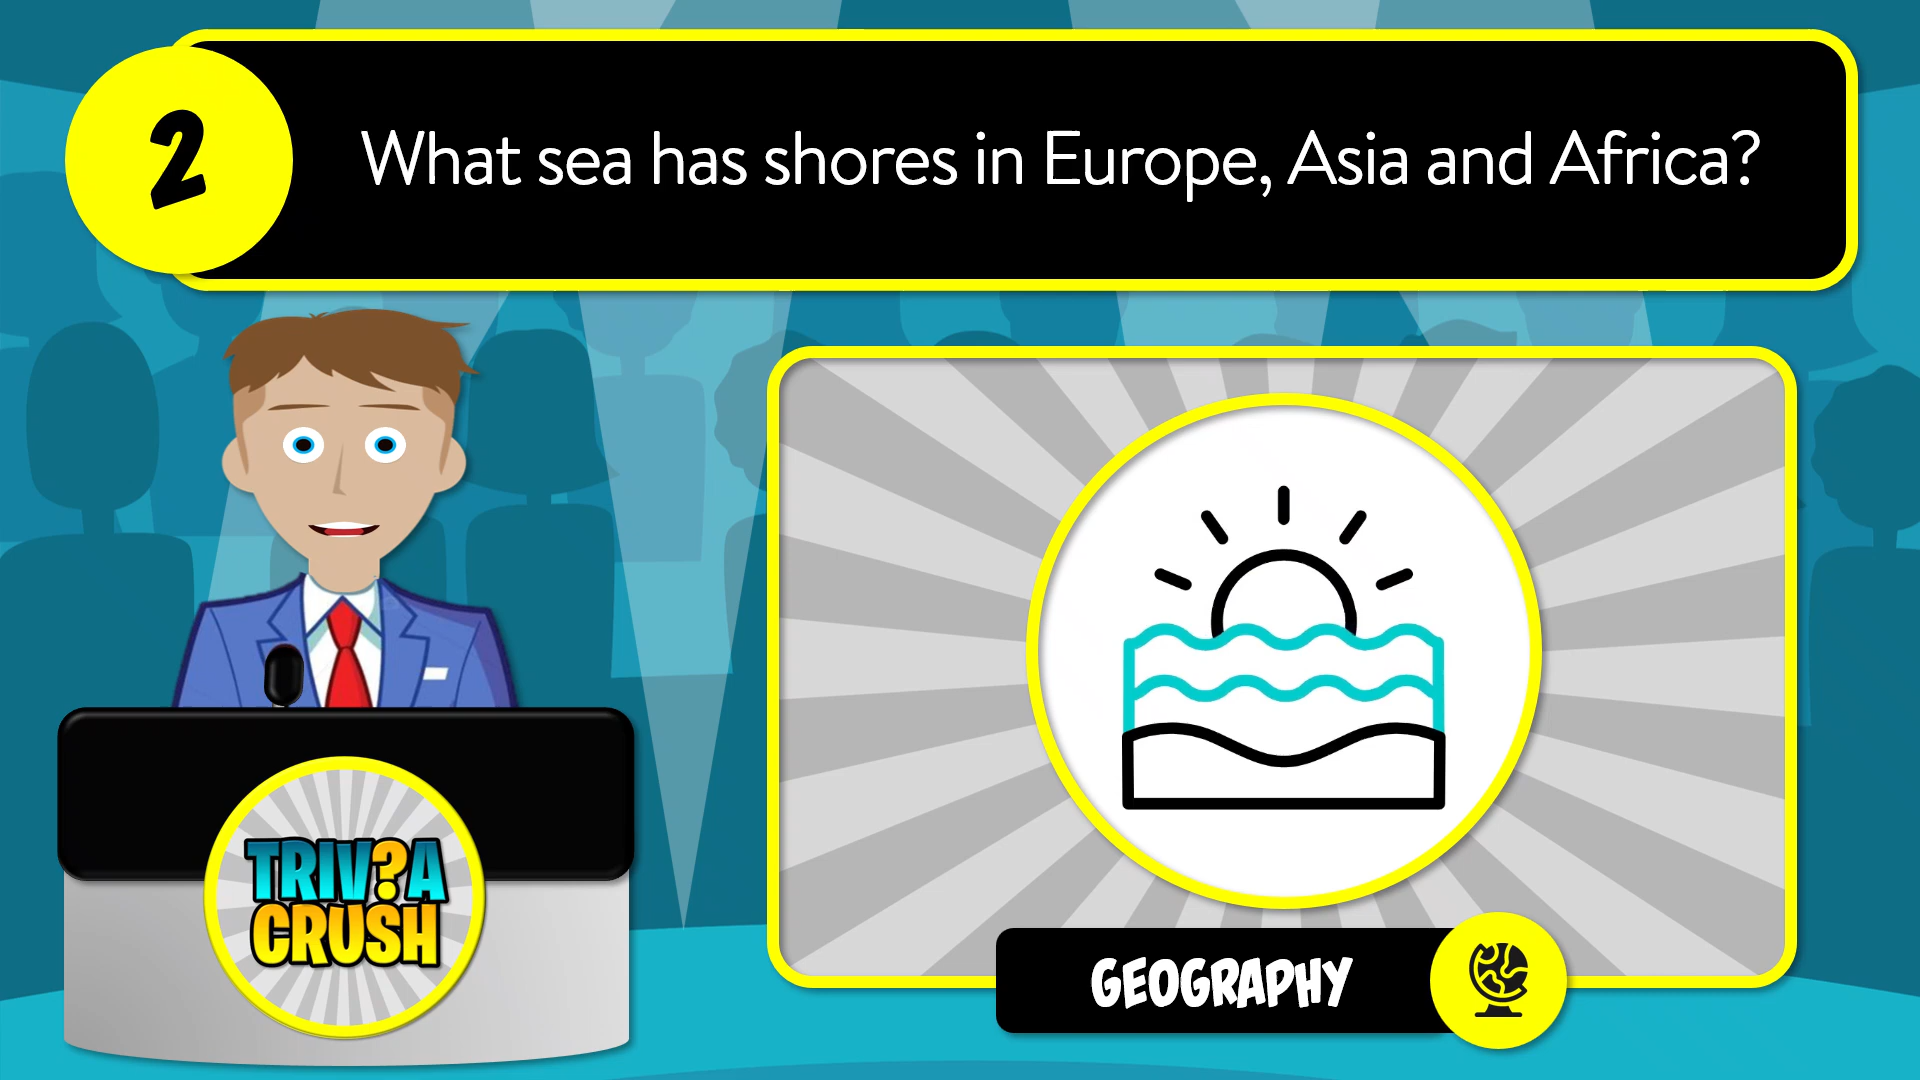 2
What sea has shores in Europe, Asia and Africa?
TRIV?A
CRUSH
GEOGRAPHY